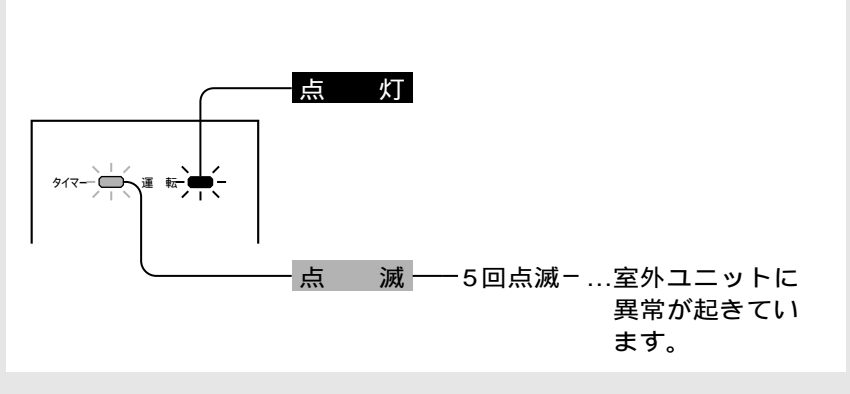 点 灯
タイマー 運 転
点 滅 5回点滅 …室外ユニットに
異常が起きてい
ます。